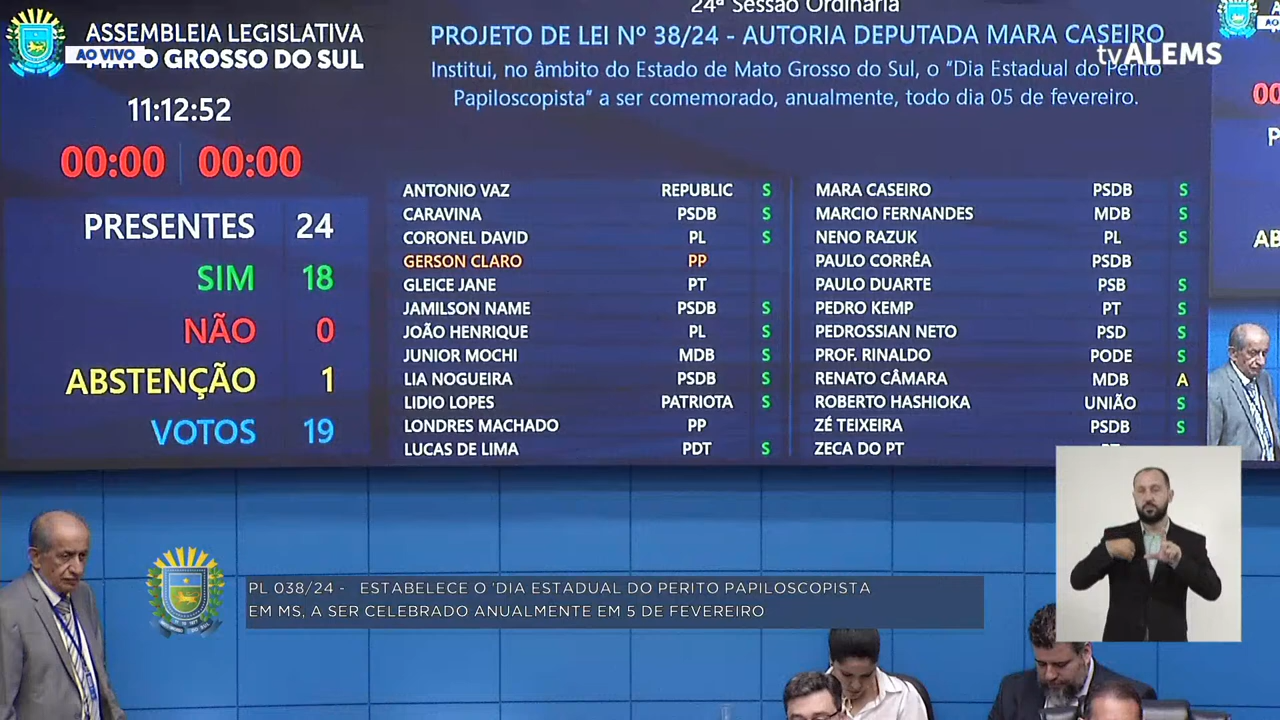 24ª Sessão Ordinária
ASSEMBLEIA LEGISLATIVA
AO VIVO
MATO GROSSO DO SUL
PROJETO DE LEI Nº 38/24 - AUTORIA DEPUTADA MARA CASEIRO
tvALEMS
Institui, no âmbito do Estado de Mato Grosso do Sul, o "Dia Estadual do Perito
Papiloscopista" a ser comemorado, anualmente, todo dia 05 de fevereiro.
11:12:52
00:00 00:00
PRESENTES 24
SIM 18
NÃO 0
ABSTENÇÃO 1
VOTOS 19
ANTONIO VAZ REPUBLIC S
CARAVINA PSDB S
CORONEL DAVID PL S
GERSON CLARO PP
GLEICE JANE PT
JAMILSON NAME PSDB S
JOÃO HENRIQUE PL S
JUNIOR MOCHI MDB S
LIA NOGUEIRA PSDB S
LIDIO LOPES PATRIOTA S
LONDRES MACHADO PP
LUCAS DE LIMA PDT S
MARA CASEIRO PSDB S
MARCIO FERNANDES MDB S
NENO RAZUK PL S
PAULO CORRÊA PSDB
PAULO DUARTE PSB S
PEDRO KEMP PT S
PEDROSSIAN NETO PSD S
PROF. RINALDO PODE S
RENATO CÂMARA MDB A
ROBERTO HASHIOKA UNIÃO S
ZÉ TEIXEIRA PSDB S
ZECA DO PT
PL 038/24 - ESTABELECE O 'DIA ESTADUAL DO PERITO PAPILOSCOPISTA
EM MS, A SER CELEBRADO ANUALMENTE EM 5 DE FEVEREIRO